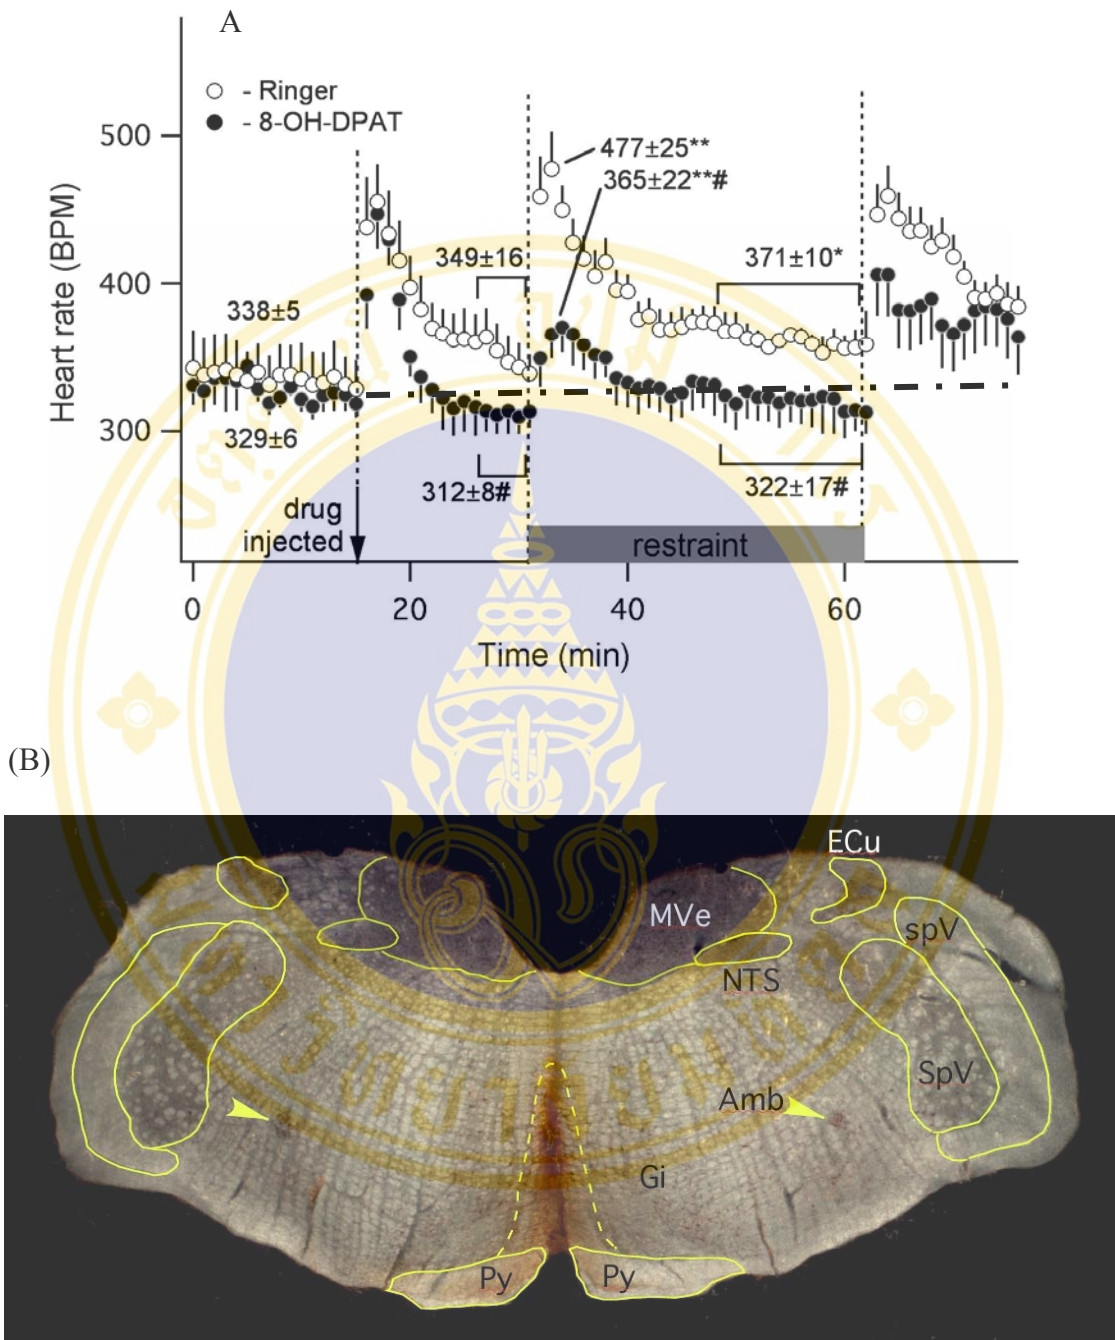 A
- Ringer
- 8-OH-DPAT
Heart rate (BPM)
500
400
300
477±25**
365±22**#
349±16
371±10*
338±5
329±6
312±8#
322±17#
drug
injected
restraint
0
20
40
60
Time (min)
(B)
ECu
MVe
spV
NTS
SpV
Amb
Gi
Py
Py